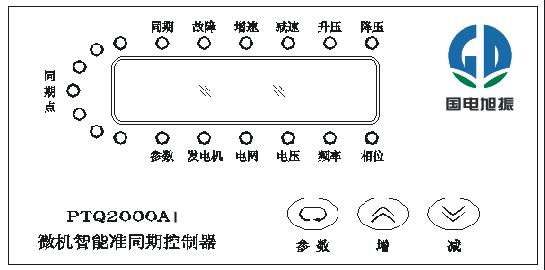 同期 故障 增速 减速 升压 降压
同期点
GD
国电旭振
参数 发电机 电网 电压 频率 相位
PTQ2000A1
微机智能准同期控制器
参数 增 减